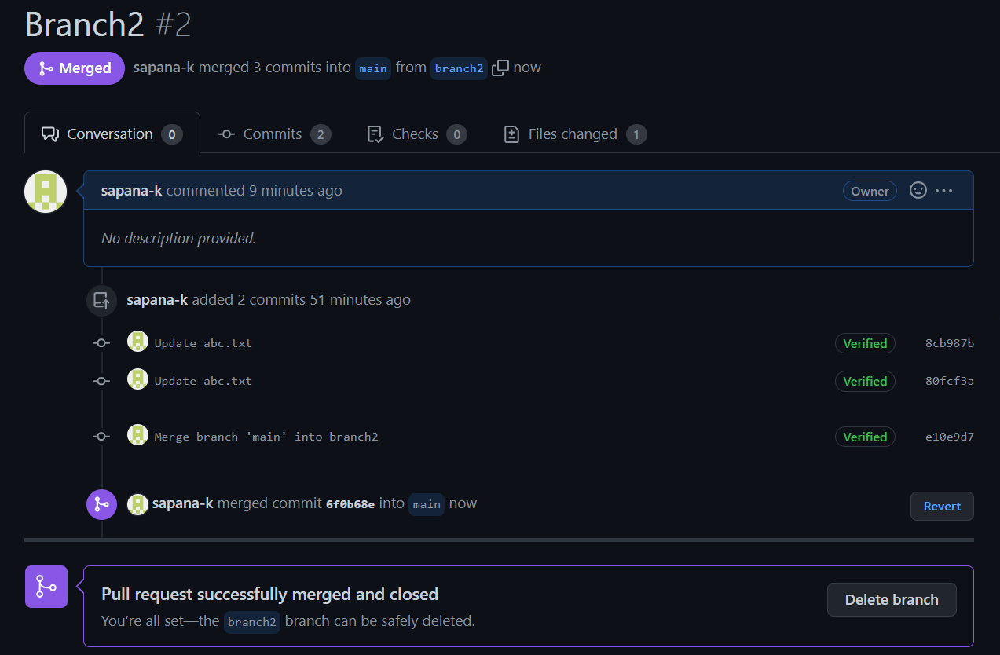 Branch2 #2
Merged sapana-k merged 3 commits into main from branch2 now
Conversation 0 Commits 2 Checks 0 Files changed 1
sapana-k commented 9 minutes ago Owner
No description provided.
sapana-k added 2 commits 51 minutes ago
Update abc.txt Verified 8cb987b
Update abc.txt Verified 80fcf3a
Merge branch 'main' into branch2 Verified e10e9d7
sapana-k merged commit 6f0b68e into main now Revert
Pull request successfully merged and closed
Delete branch
You're all set—the branch2 branch can be safely deleted.